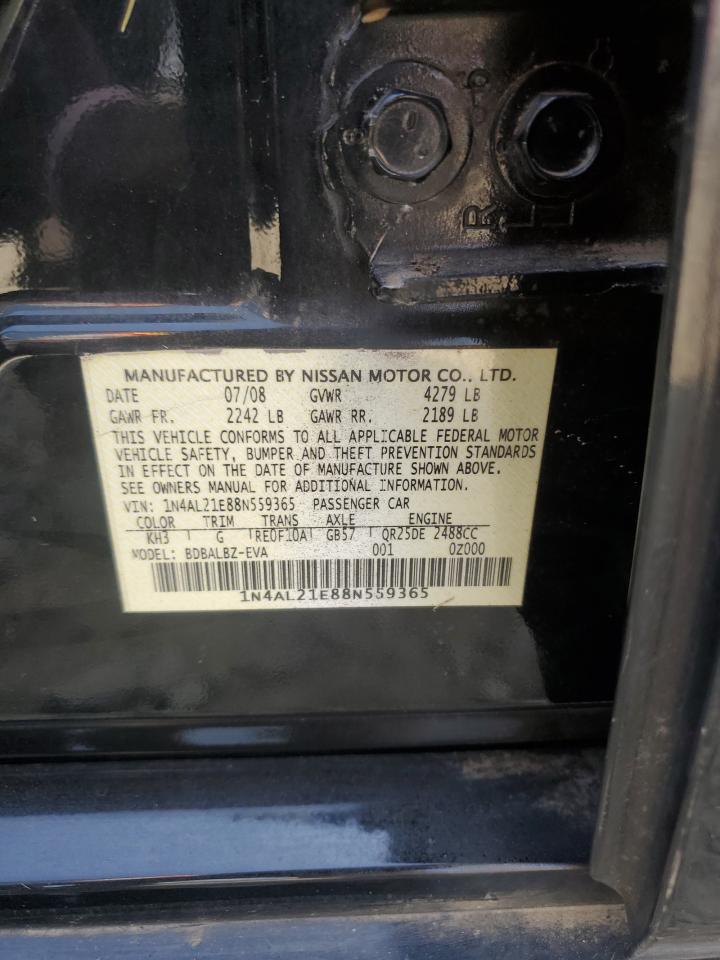 R
L
MANUFACTURED BY NISSAN MOTOR CO., LTD.
DATE 07/08 GVWR 4279 LB
GAWR FR. 2242 LB GAWR RR. 2189 LB
THIS VEHICLE CONFORMS TO ALL APPLICABLE FEDERAL MOTOR
VEHICLE SAFETY, BUMPER AND THEFT PREVENTION STANDARDS
IN EFFECT ON THE DATE OF MANUFACTURE SHOWN ABOVE.
SEE OWNERS MANUAL FOR ADDITIONAL INFORMATION.
VIN: 1N4AL21E88N559365 PASSENGER CAR
COLOR TRIM TRANS AXLE ENGINE
KH3 G RE0F10A GB57 QR25DE 2488CC
MODEL: BDBALBZ-EVA 001 0Z000
1N4AL21E88N559365